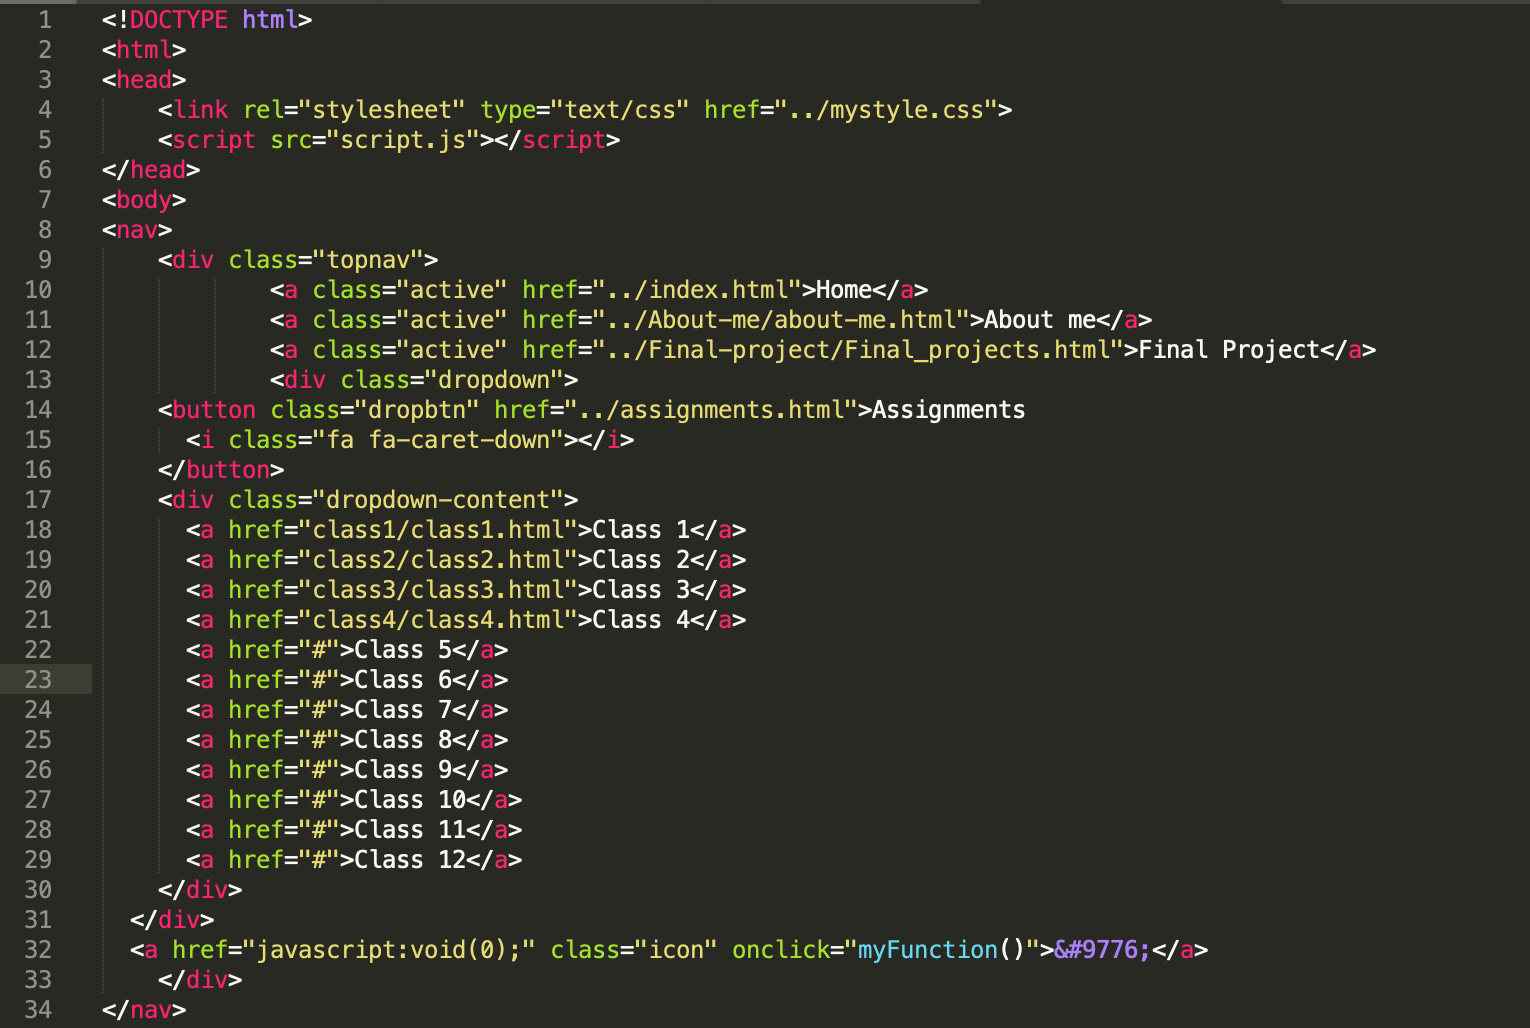 1 <!DOCTYPE html>
2 <html>
3 <head>
4     <link rel="stylesheet" type="text/css" href="../mystyle.css">
5     <script src="script.js"></script>
6 </head>
7 <body>
8 <nav>
9     <div class="topnav">
10             <a class="active" href="../index.html">Home</a>
11             <a class="active" href="../About-me/about-me.html">About me</a>
12             <a class="active" href="../Final-project/Final_projects.html">Final Project</a>
13             <div class="dropdown">
14     <button class="dropbtn" href="../assignments.html">Assignments
15       <i class="fa fa-caret-down"></i>
16     </button>
17     <div class="dropdown-content">
18       <a href="class1/class1.html">Class 1</a>
19       <a href="class2/class2.html">Class 2</a>
20       <a href="class3/class3.html">Class 3</a>
21       <a href="class4/class4.html">Class 4</a>
22       <a href="#">Class 5</a>
23       <a href="#">Class 6</a>
24       <a href="#">Class 7</a>
25       <a href="#">Class 8</a>
26       <a href="#">Class 9</a>
27       <a href="#">Class 10</a>
28       <a href="#">Class 11</a>
29       <a href="#">Class 12</a>
30     </div>
31   </div>
32   <a href="javascript:void(0);" class="icon" onclick="myFunction()">&#9776;</a>
33     </div>
34 </nav>